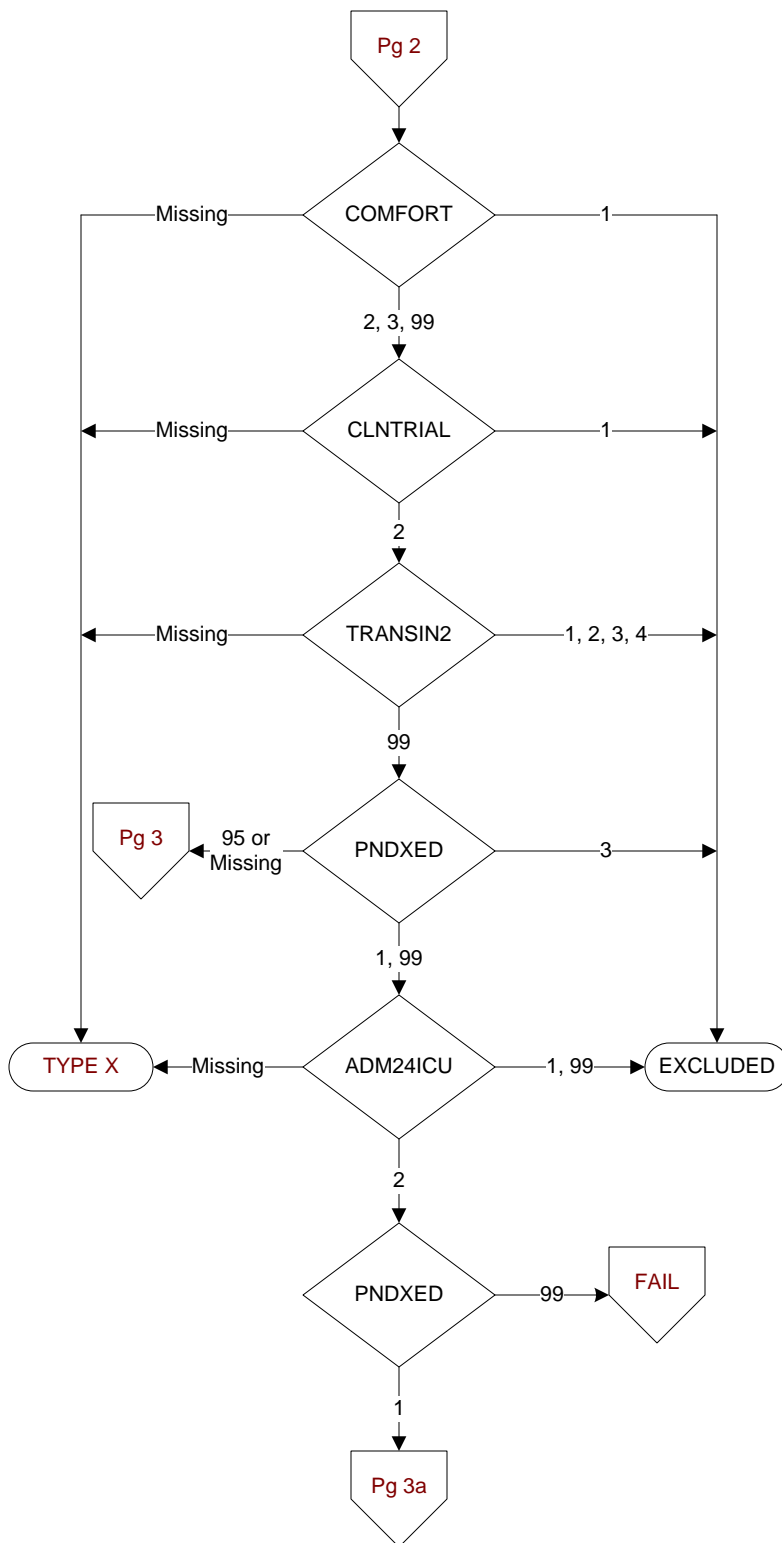 Pg 2
COMFORT
Missing
1
2, 3, 99
CLNTRIAL
Missing
1
2
TRANSIN2
Missing
1, 2, 3, 4
99
Pg 3
95 or
Missing
PNDXED
3
1, 99
TYPE X
Missing
ADM24ICU
1, 99
EXCLUDED
2
PNDXED
99
FAIL
1
Pg 3a